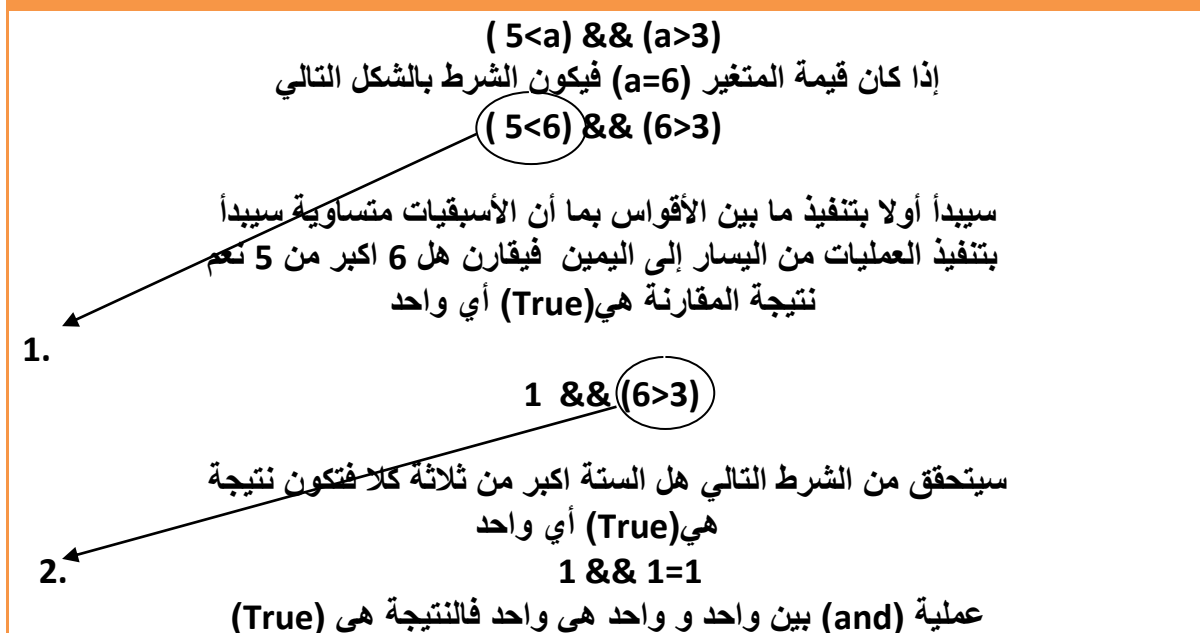 ( 5<a) && (a>3)
إذا كان قيمة المتغير (a=6) فيكون الشرط بالشكل التالي
( 5<6) && (6>3)
سيبدأ أولا بتنفيذ ما بين الأقواس بما أن الأسبقيات متساوية سيبدأ
بتنفيذ العمليات من اليسار إلى اليمين فيقارن هل 6 اكبر من 5 نعم
نتيجة المقارنة هي(True) أي واحد
1.
1 && (6>3)
سيتحقق من الشرط التالي هل الستة اكبر من ثلاثة كلا فتكون نتيجة
هي(True) أي واحد
2.
1 && 1=1
عملية (and) بين واحد و واحد هي واحد فالنتيجة هي (True)